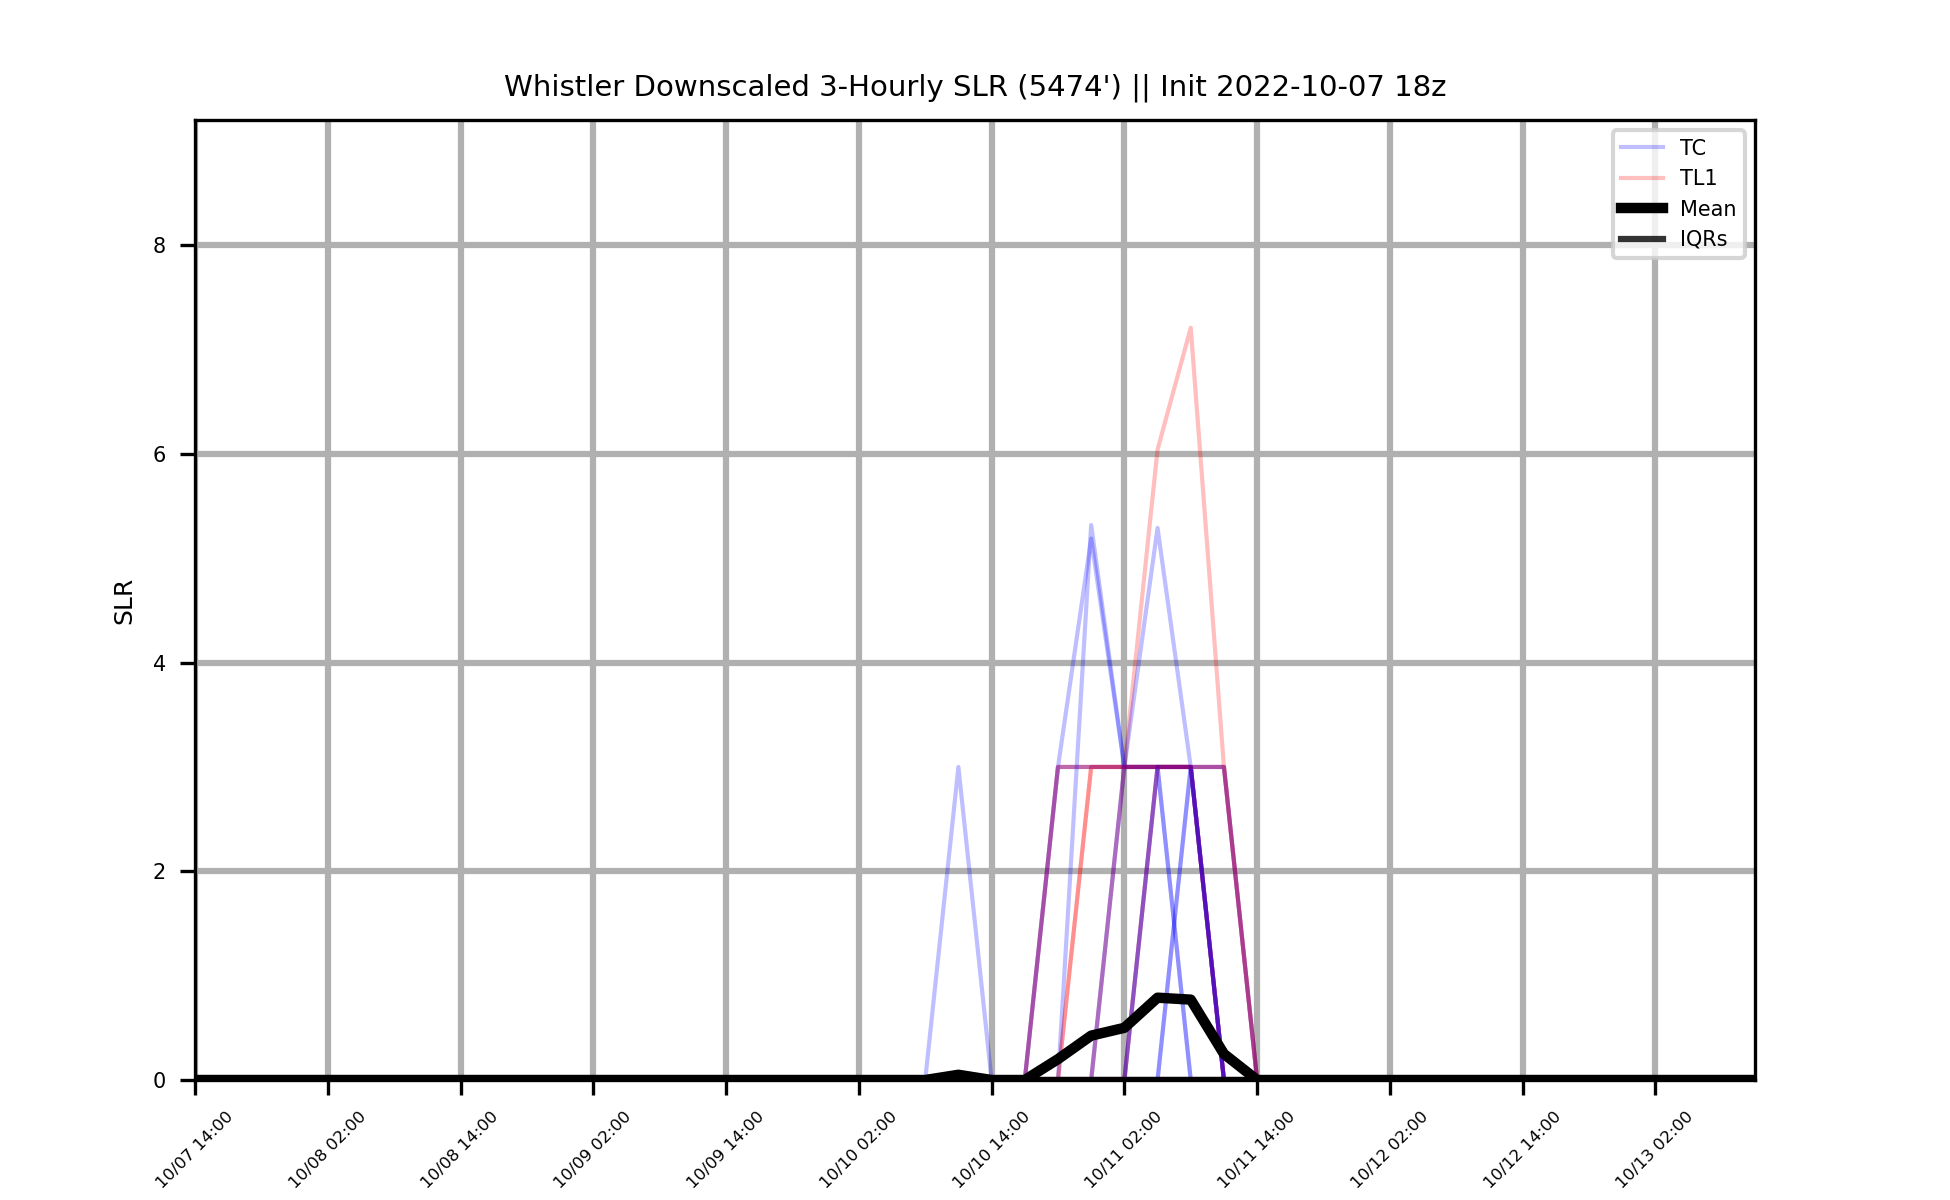 Whistler Downscaled 3-Hourly SLR (5474') || Init 2022-10-07 18z
TC
TL1
Mean
IQRs
SLR
8
6
4
2
0
10/07 14:00
10/08 02:00
10/08 14:00
10/09 02:00
10/09 14:00
10/10 02:00
10/10 14:00
10/11 02:00
10/11 14:00
10/12 02:00
10/12 14:00
10/13 02:00